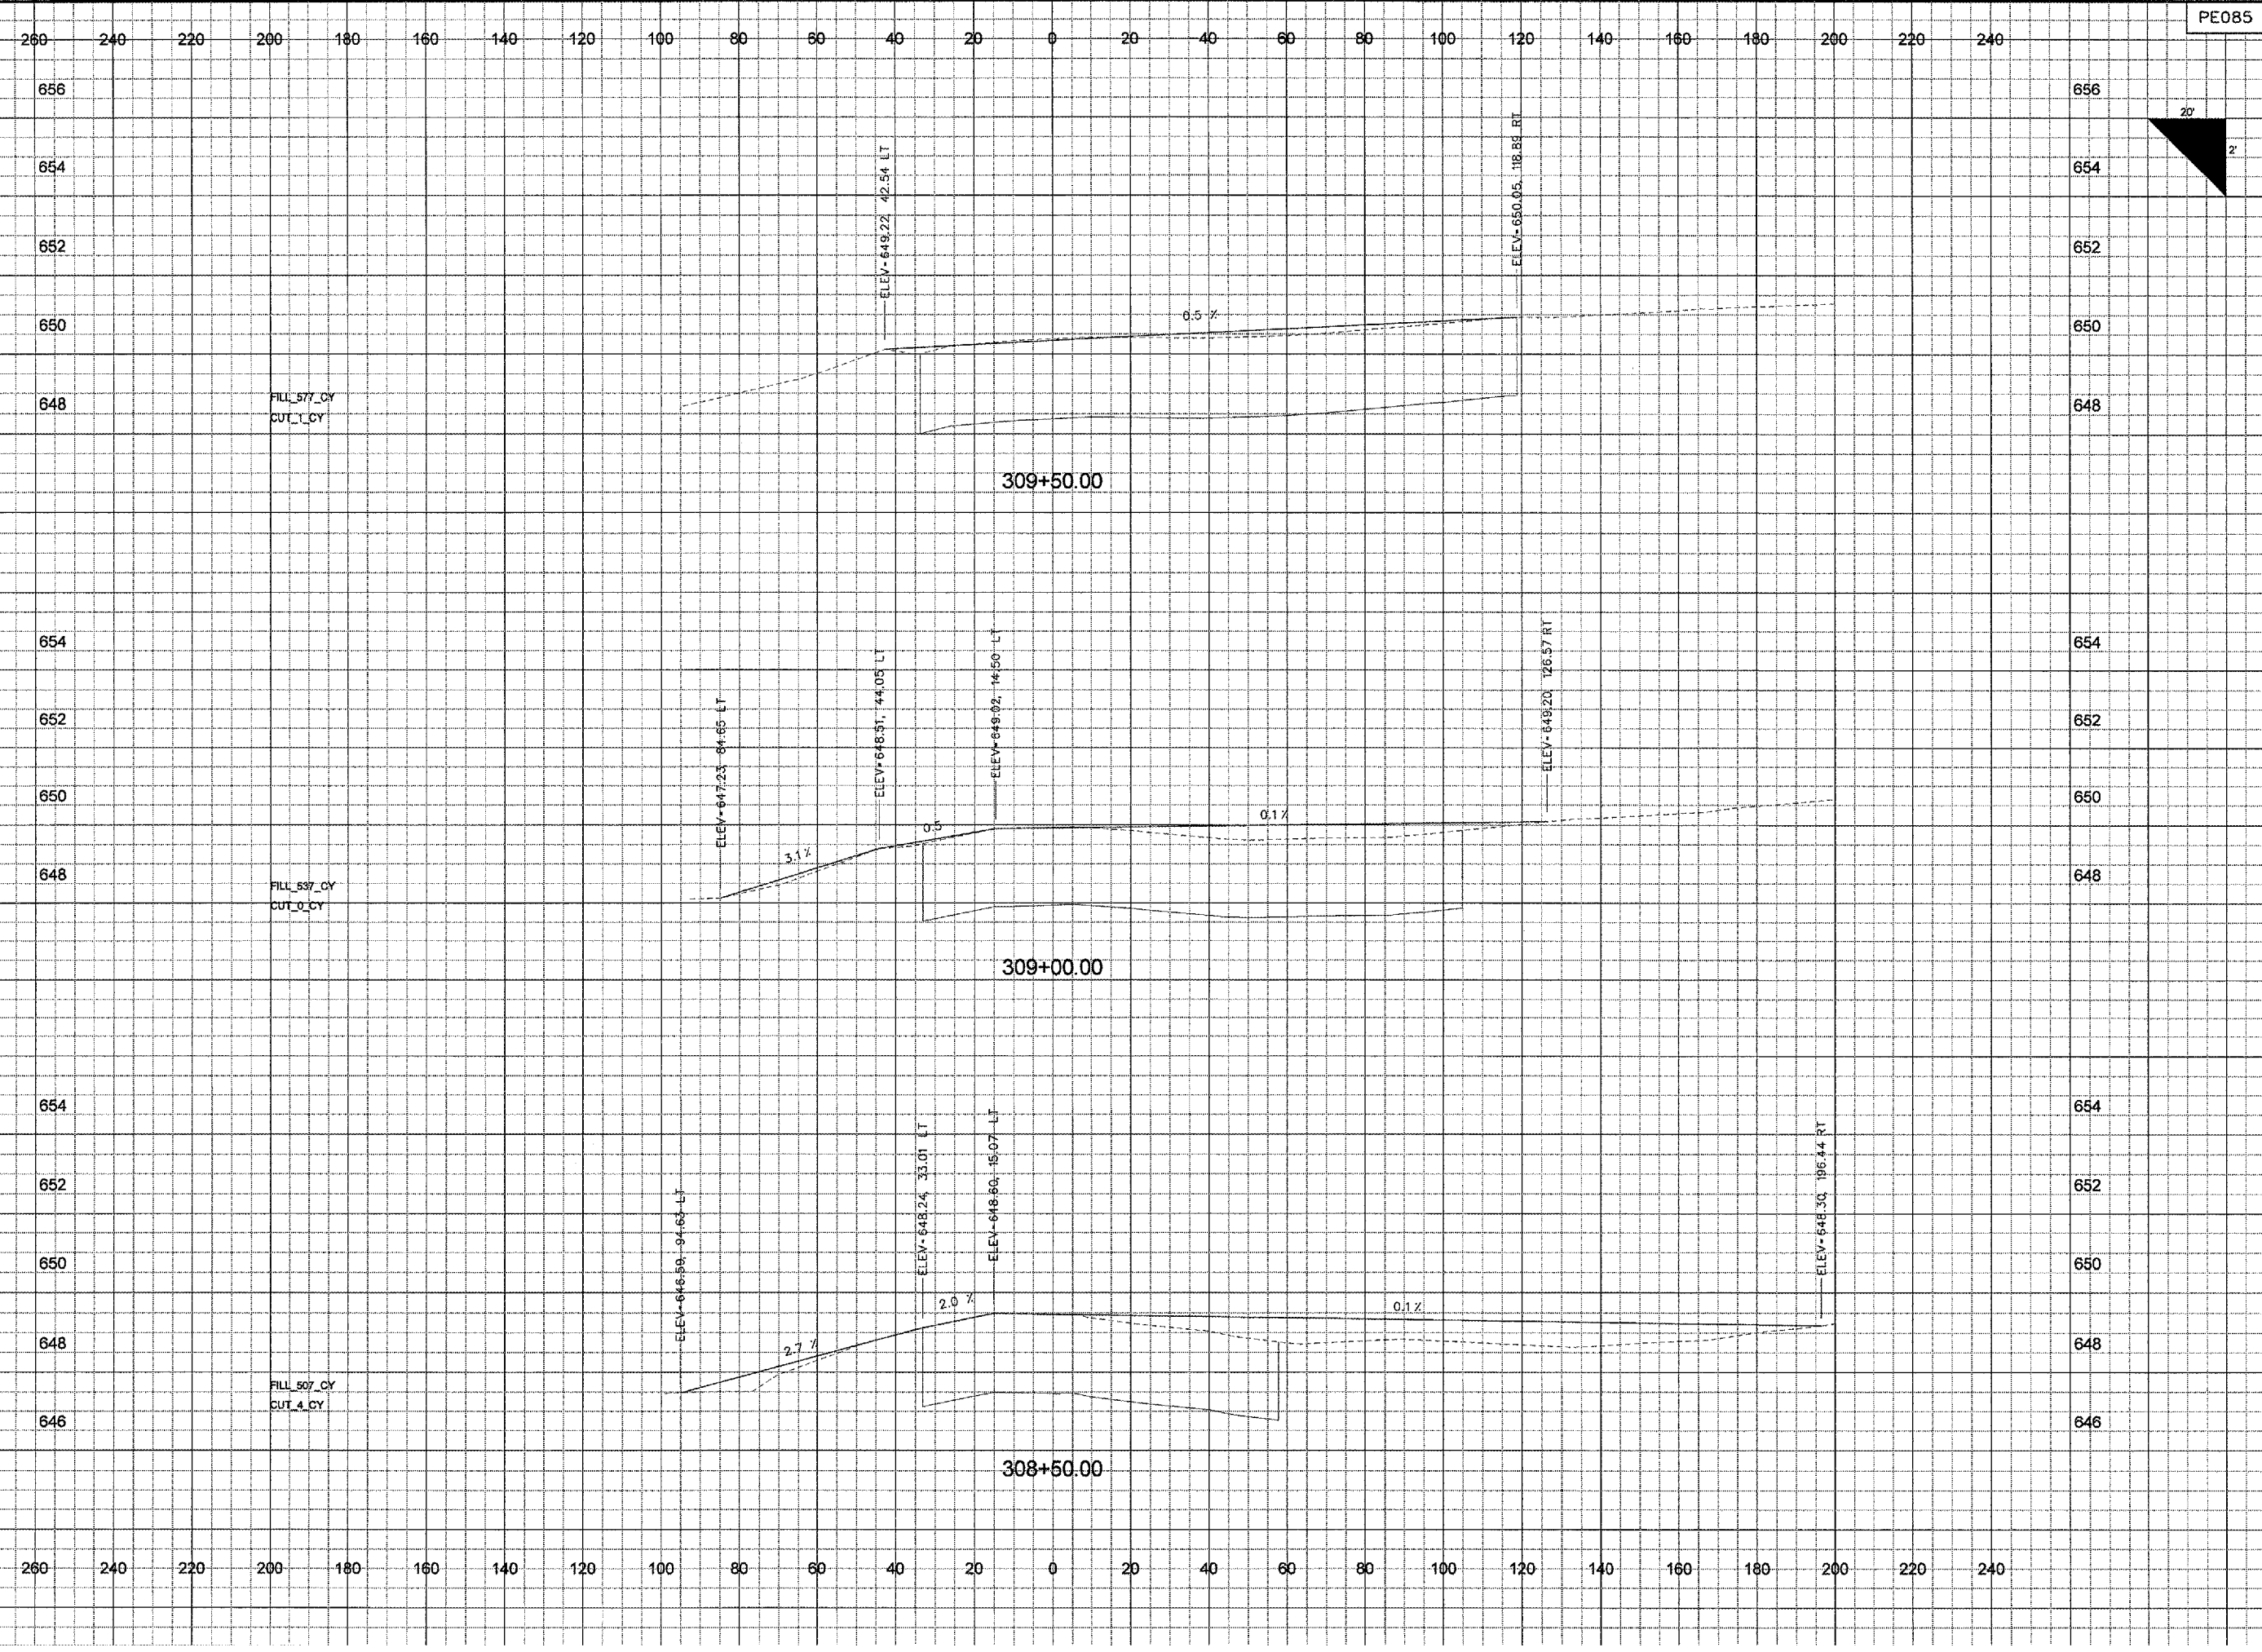 PE085
260 240 220 200 180 160 140 120 100 80 60 40 20 0 20 40 60 80 100 120 140 160 180 200 220 240
656 656
20'
2'
654 654
ELEV=649.22, 42.54 LT
ELEV=650.05, 118.89 RT
652 652
650 650
0.5 %
648 648
FILL_577_CY
CUT_1_CY
309+50.00
654 654
ELEV=647.23, 84.65 LT
ELEV=648.51, 44.05 LT
ELEV=649.02, 14.50 LT
ELEV=649.20, 126.57 RT
652 652
650 650
3.1 %
0.5
0.1 %
648 648
FILL_537_CY
CUT_0_CY
309+00.00
654 654
ELEV=646.59, 94.63 LT
ELEV=648.24, 33.01 LT
ELEV=648.60, 15.07 LT
ELEV=648.30, 196.44 RT
652 652
650 650
2.7 %
2.0 %
0.1 %
648 648
FILL_507_CY
CUT_4_CY
646 646
308+50.00
260 240 220 200 180 160 140 120 100 80 60 40 20 0 20 40 60 80 100 120 140 160 180 200 220 240